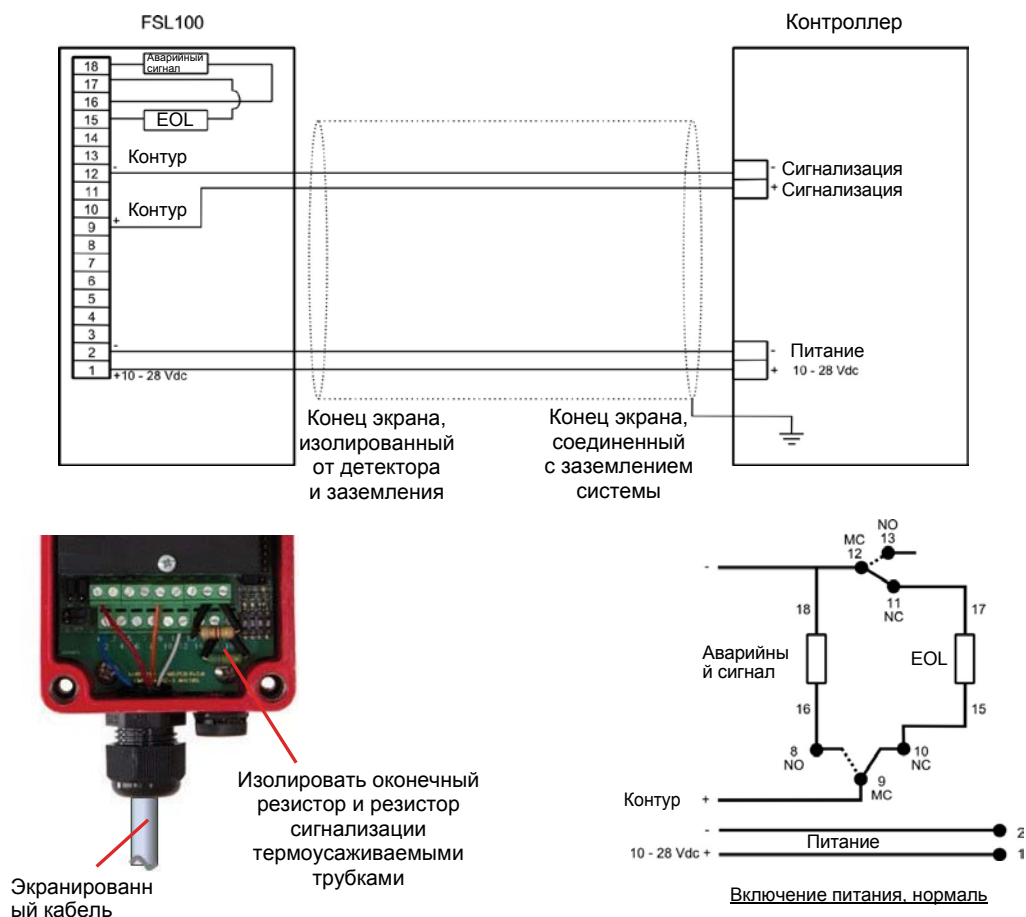 FSL100
Контроллер
18
Аварийный
сигнал
17
16
15
EOL
14
13
Контур
-
12
11
10
Контур
+
9
8
7
6
5
4
3
-
2
1
+10 - 28 Vdc
- Сигнализация
+ Сигнализация
- Питание
+ 10 - 28 Vdc
Конец экрана,
изолированный
от детектора
и заземления
Конец экрана,
соединенный
с заземлением
системы
Изолировать оконечный
резистор и резистор
сигнализации
термоусаживаемыми
трубками
Экранированн
ый кабель
NO
13
MC
12
-
11
NC
18
17
Аварийны
й сигнал
EOL
16
15
8
NO
10
NC
9
MC
Контур +
-
Питание
2
10 - 28 Vdc +
1
Включение питания, нормаль